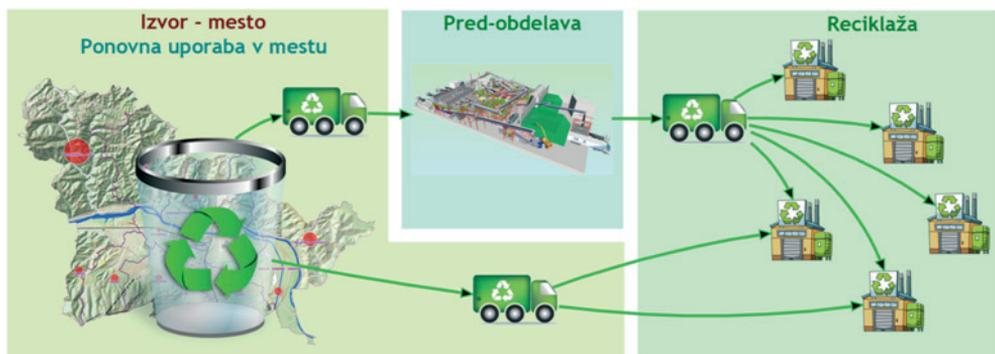 Izvor - mesto
Ponovna uporaba v mestu
Pred-obdelava
Reciklaža